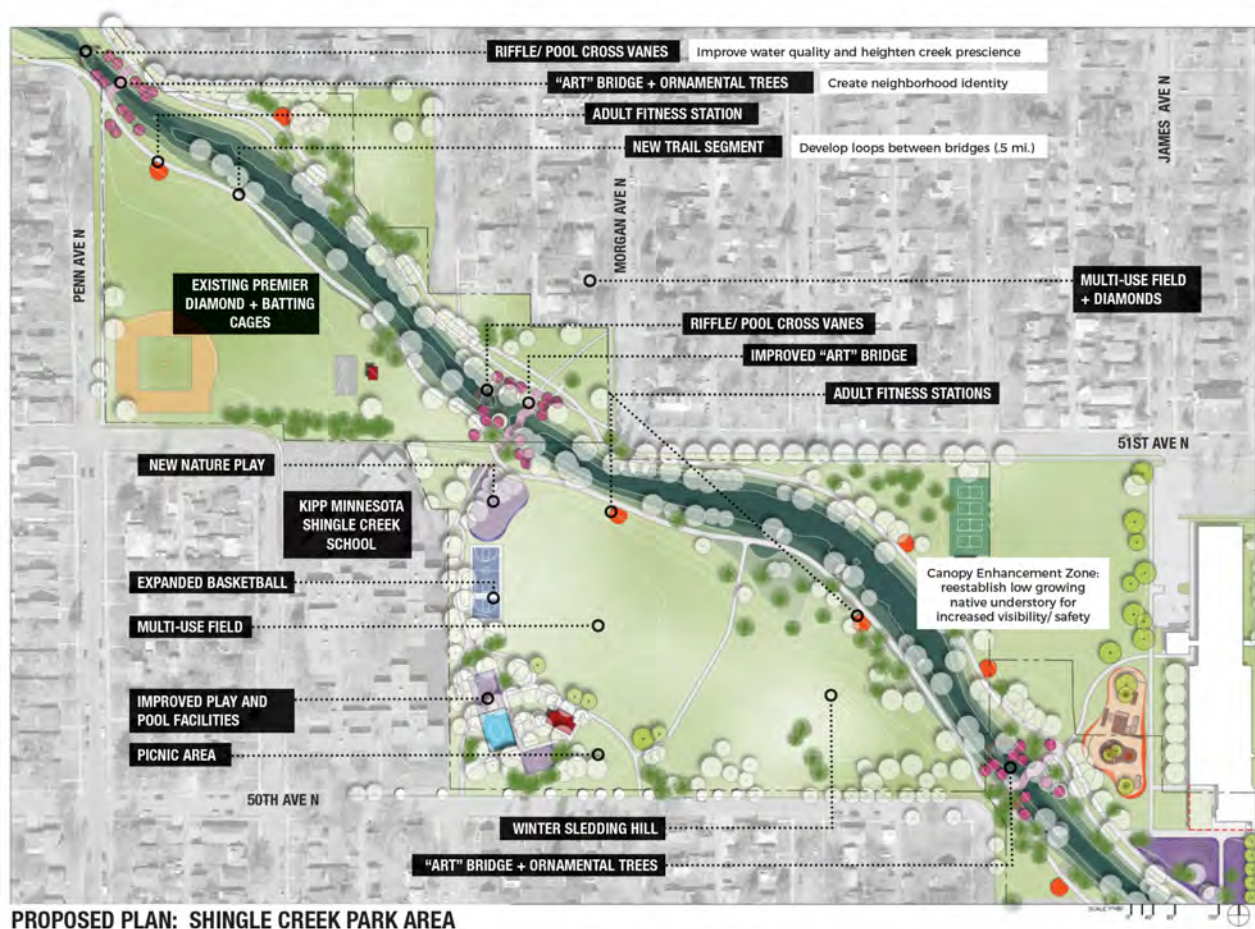 RIFFLE/ POOL CROSS VANES
Improve water quality and heighten creek prescience
"ART" BRIDGE + ORNAMENTAL TREES
Create neighborhood identity
ADULT FITNESS STATION
NEW TRAIL SEGMENT
Develop loops between bridges (.5 mi.)
JAMES AVE N
MORGAN AVE N
PENN AVE N
EXISTING PREMIER
DIAMOND + BATTING
CAGES
MULTI-USE FIELD
+ DIAMONDS
RIFFLE/ POOL CROSS VANES
IMPROVED "ART" BRIDGE
ADULT FITNESS STATIONS
51ST AVE N
NEW NATURE PLAY
KIPP MINNESOTA
SHINGLE CREEK
SCHOOL
EXPANDED BASKETBALL
MULTI-USE FIELD
Canopy Enhancement Zone:
reestablish low growing
native understory for
increased visibility/ safety
IMPROVED PLAY AND
POOL FACILITIES
PICNIC AREA
50TH AVE N
WINTER SLEDDING HILL
"ART" BRIDGE + ORNAMENTAL TREES
PROPOSED PLAN: SHINGLE CREEK PARK AREA